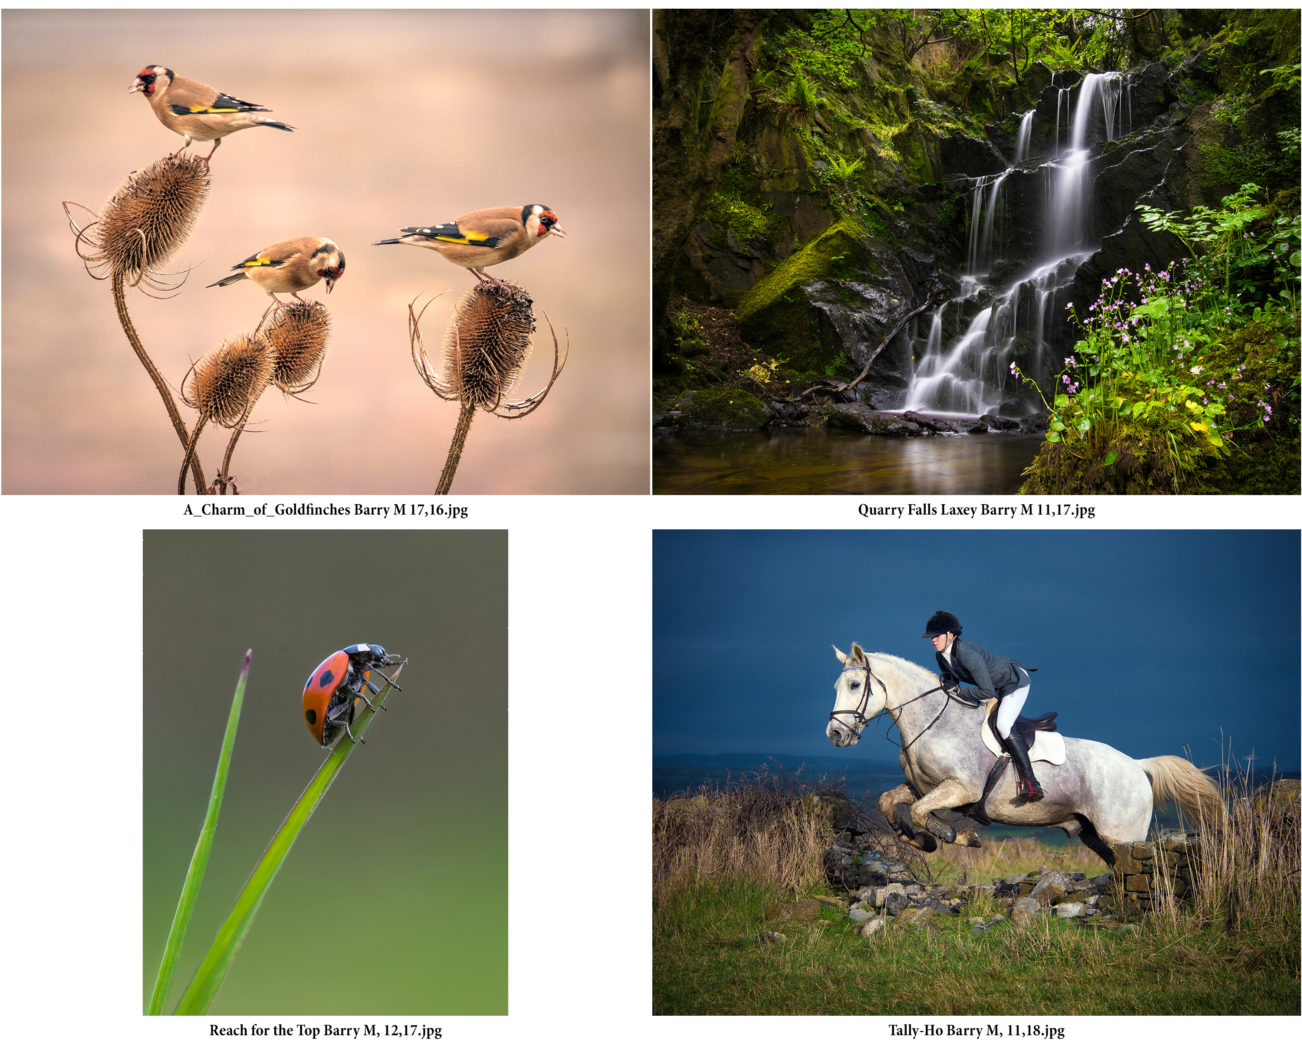 A_Charm_of_Goldfinches Barry M 17,16.jpg
Quarry Falls Laxey Barry M 11,17.jpg
Reach for the Top Barry M, 12,17.jpg
Tally-Ho Barry M, 11,18.jpg